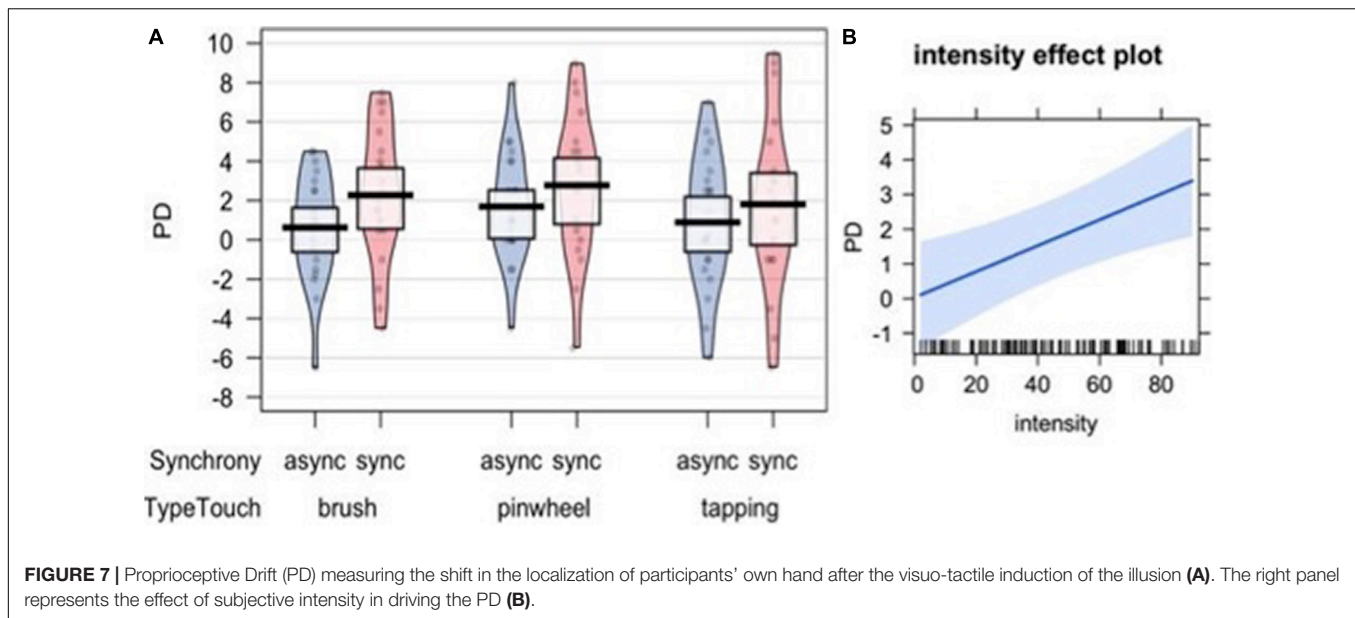 A
10
8
6
4
2
0
-2
-4
-6
-8
PD
Synchrony async sync async sync async sync
TypeTouch brush pinwheel tapping
B
intensity effect plot
5
4
3
2
1
0
-1
PD
0 20 40 60 80
intensity
FIGURE 7 | Proprioceptive Drift (PD) measuring the shift in the localization of participants’ own hand after the visuo-tactile induction of the illusion (A). The right panel
represents the effect of subjective intensity in driving the PD (B).